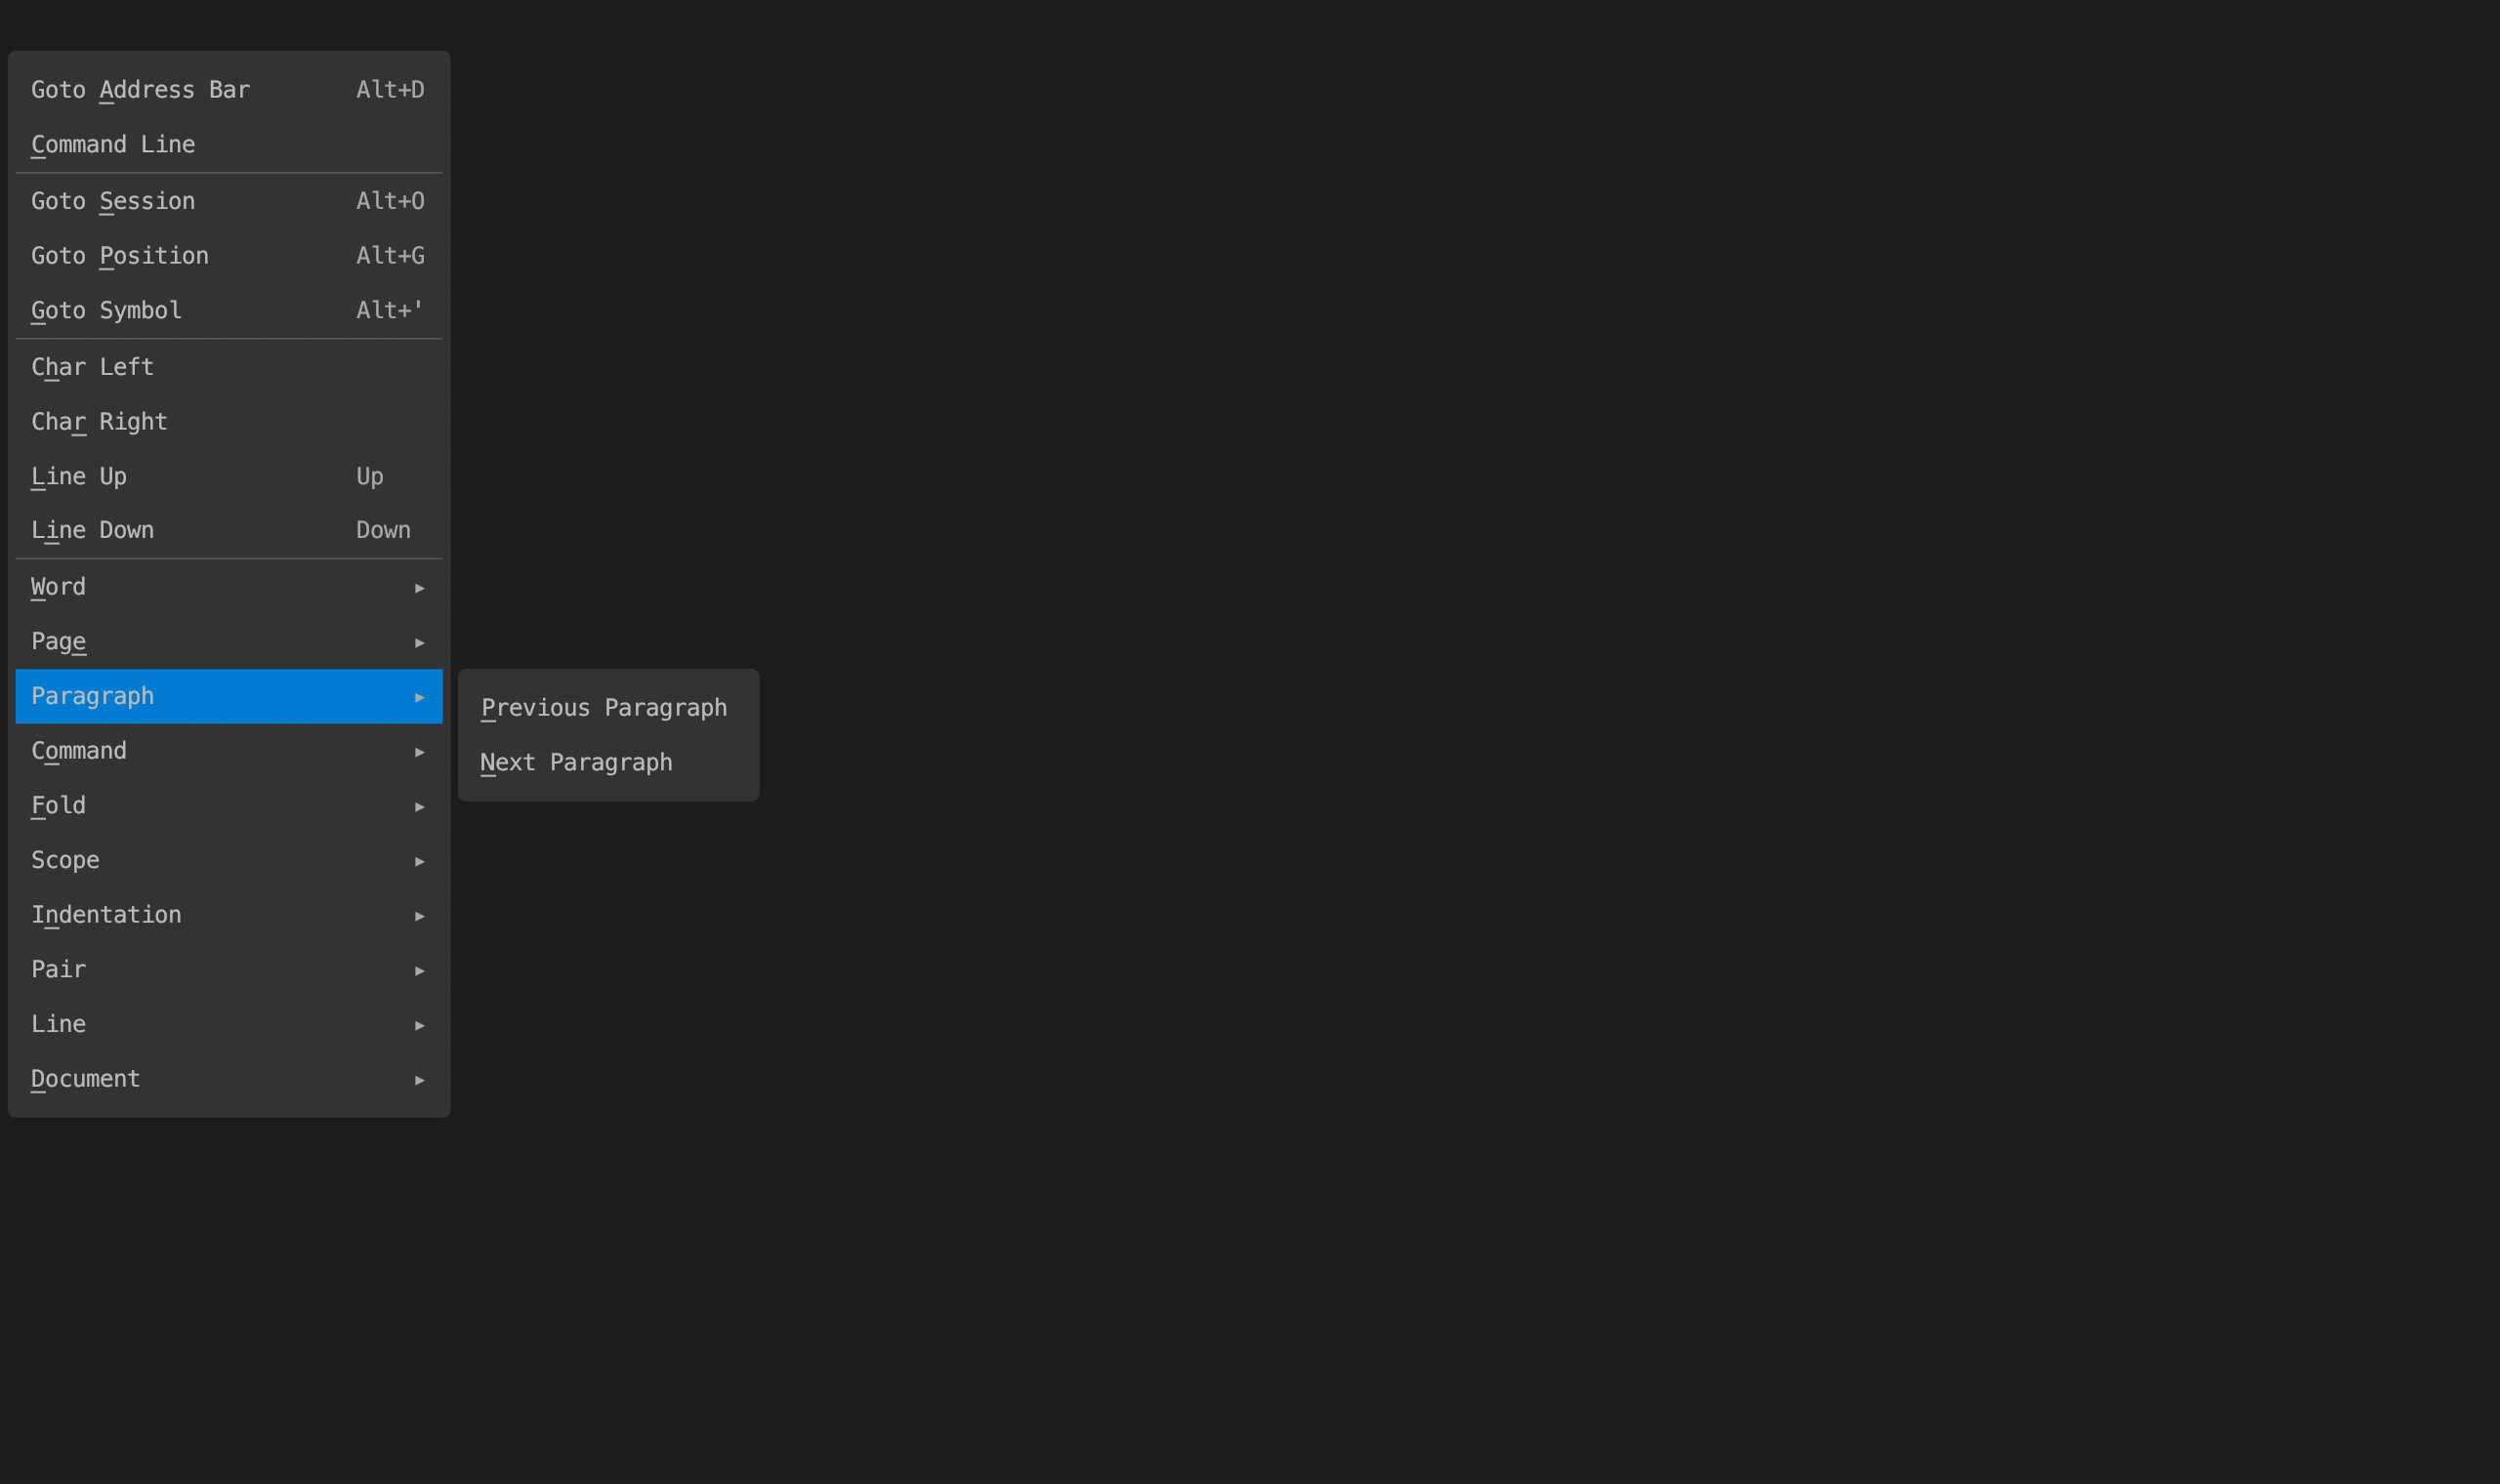 Goto Address Bar Alt+D
Command Line
Goto Session Alt+O
Goto Position Alt+G
Goto Symbol Alt+'
Char Left
Char Right
Line Up Up
Line Down Down
Word ▸
Page ▸
Paragraph ▸
Previous Paragraph
Next Paragraph
Command ▸
Fold ▸
Scope ▸
Indentation ▸
Pair ▸
Line ▸
Document ▸